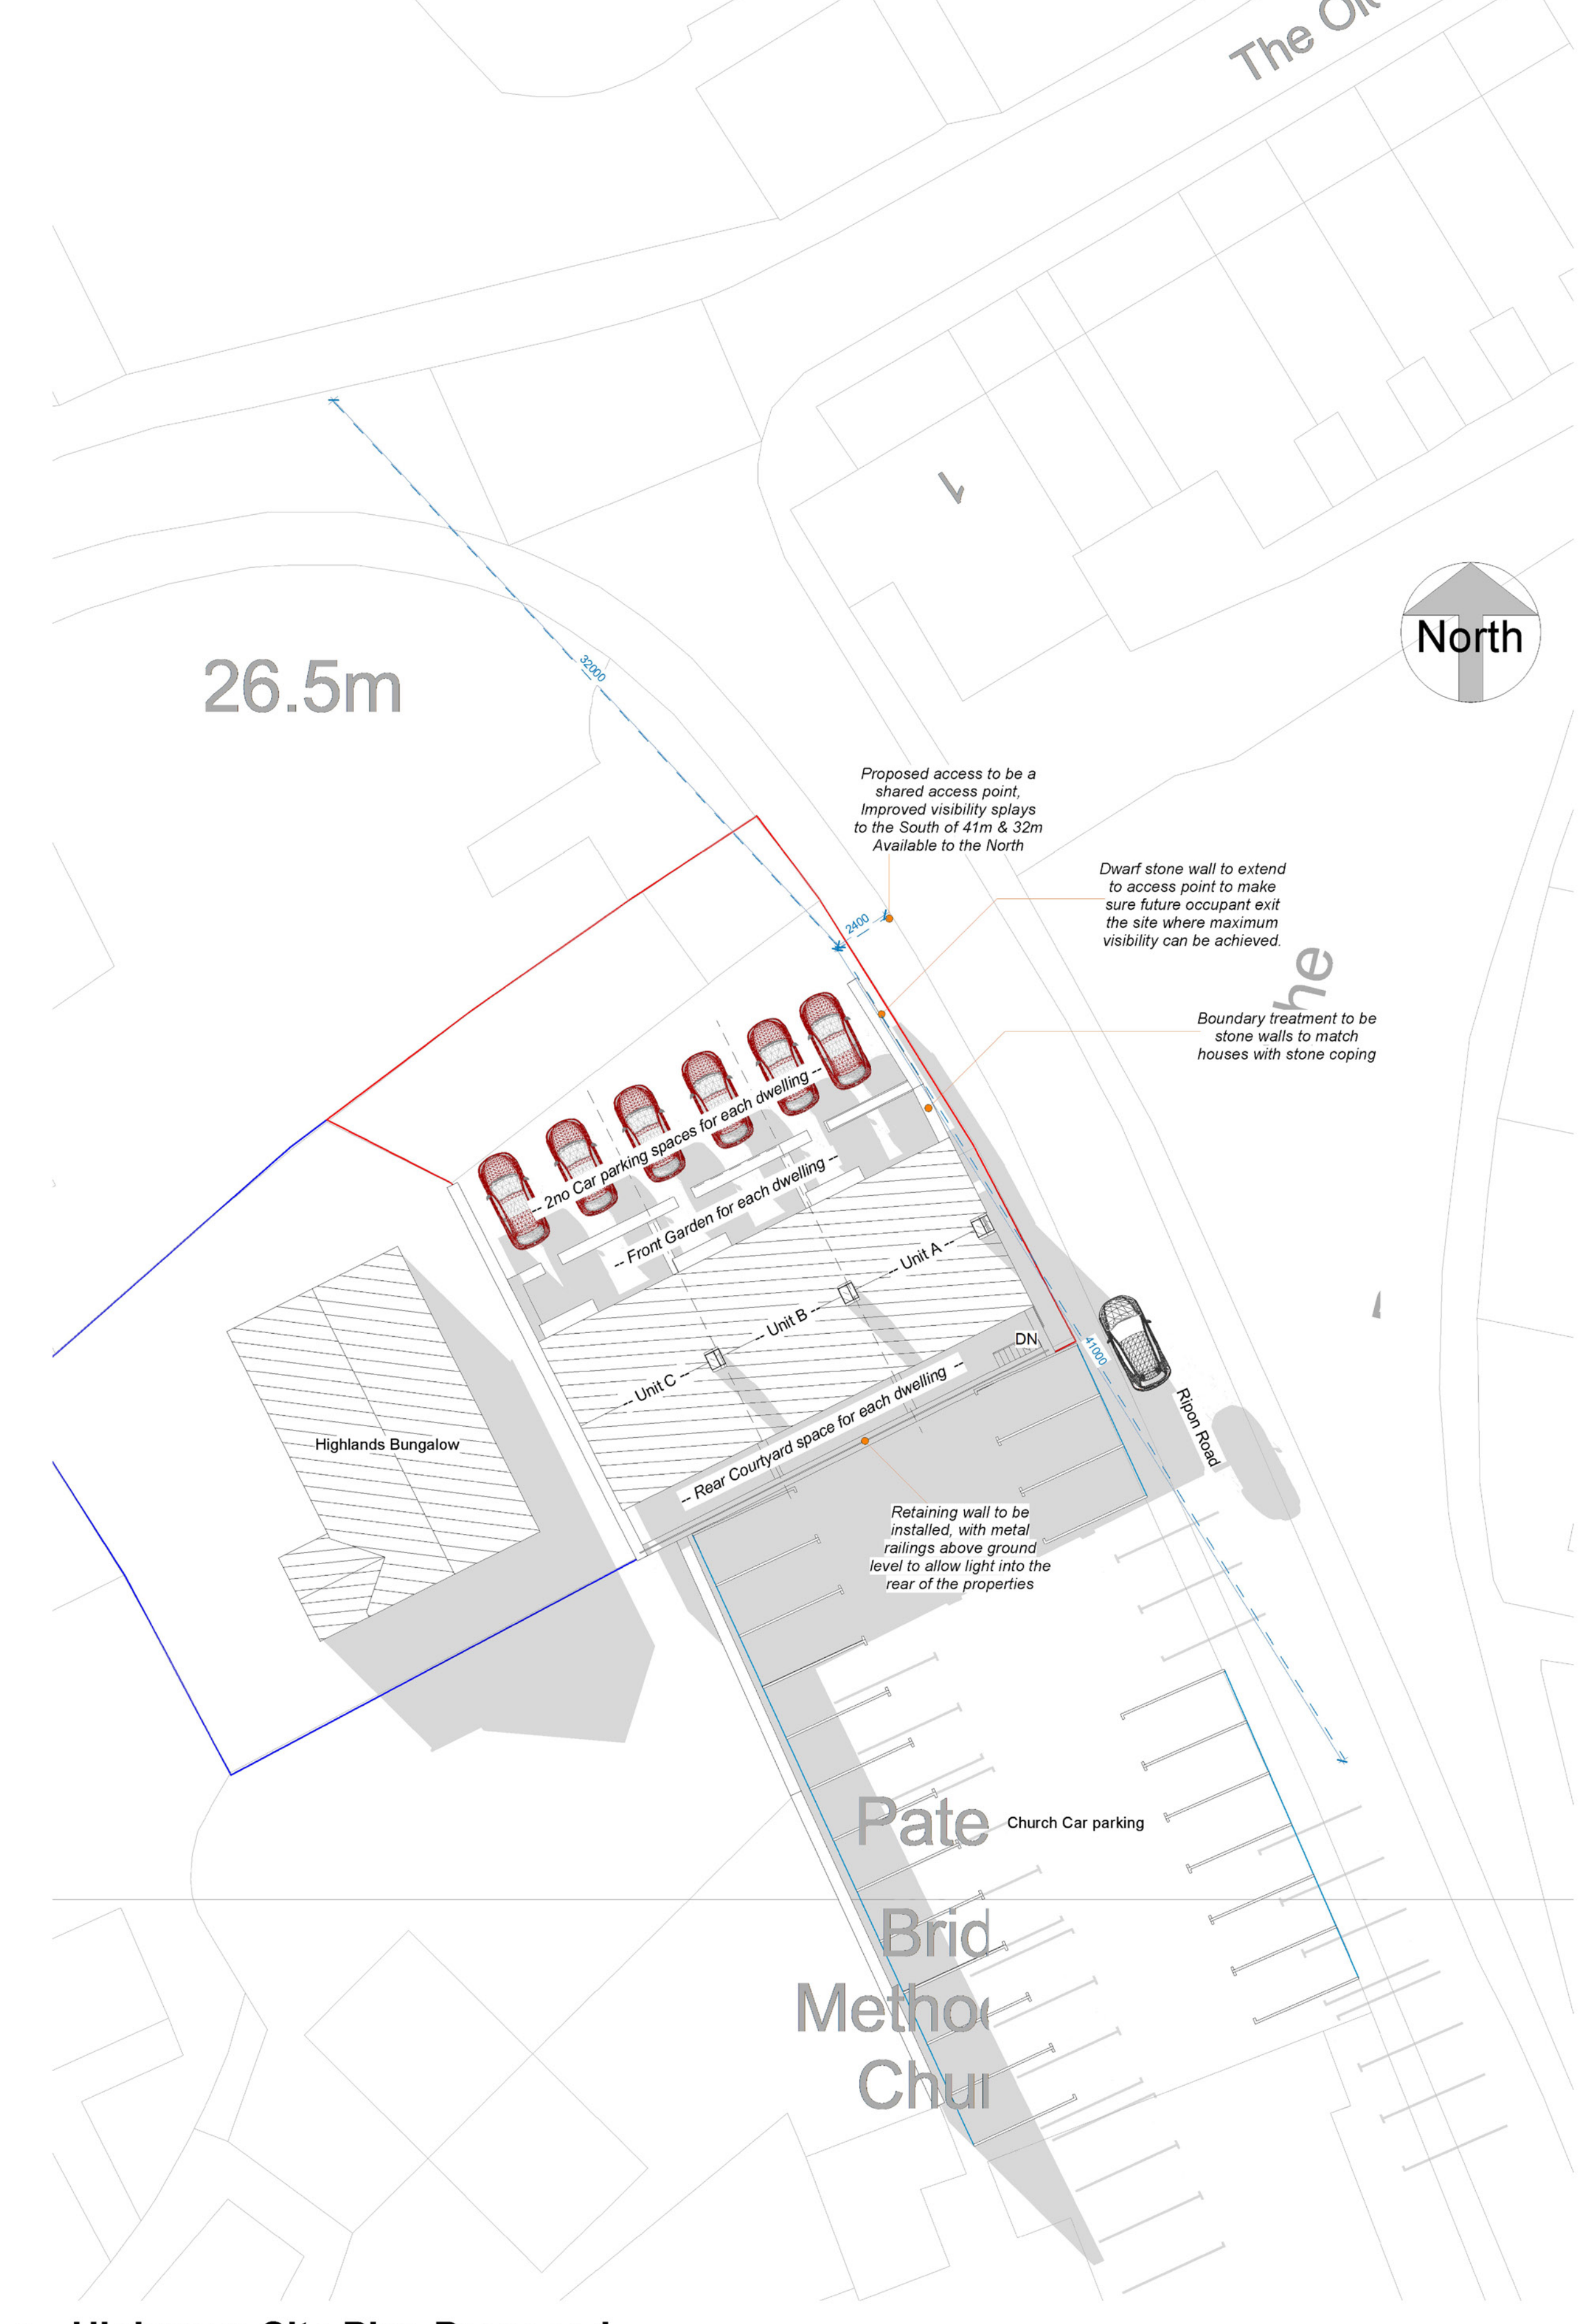 The
1
North
26.5m
32000
Proposed access to be a
shared access point,
Improved visibility splays
to the South of 41m & 32m
Available to the North
Dwarf stone wall to extend
to access point to make
sure future occupant exit
the site where maximum
visibility can be achieved.
2400
he
Boundary treatment to be
stone walls to match
houses with stone coping
-- 2no Car parking spaces for each dwelling --
-- Front Garden for each dwelling --
-- Unit A --
-- Unit B --
-- Unit C --
DN
41000
Ripon Road
-- Rear Courtyard space for each dwelling --
Highlands Bungalow
Retaining wall to be
installed, with metal
railings above ground
level to allow light into the
rear of the properties
Pate
Church Car parking
Brid
Metho
Chu